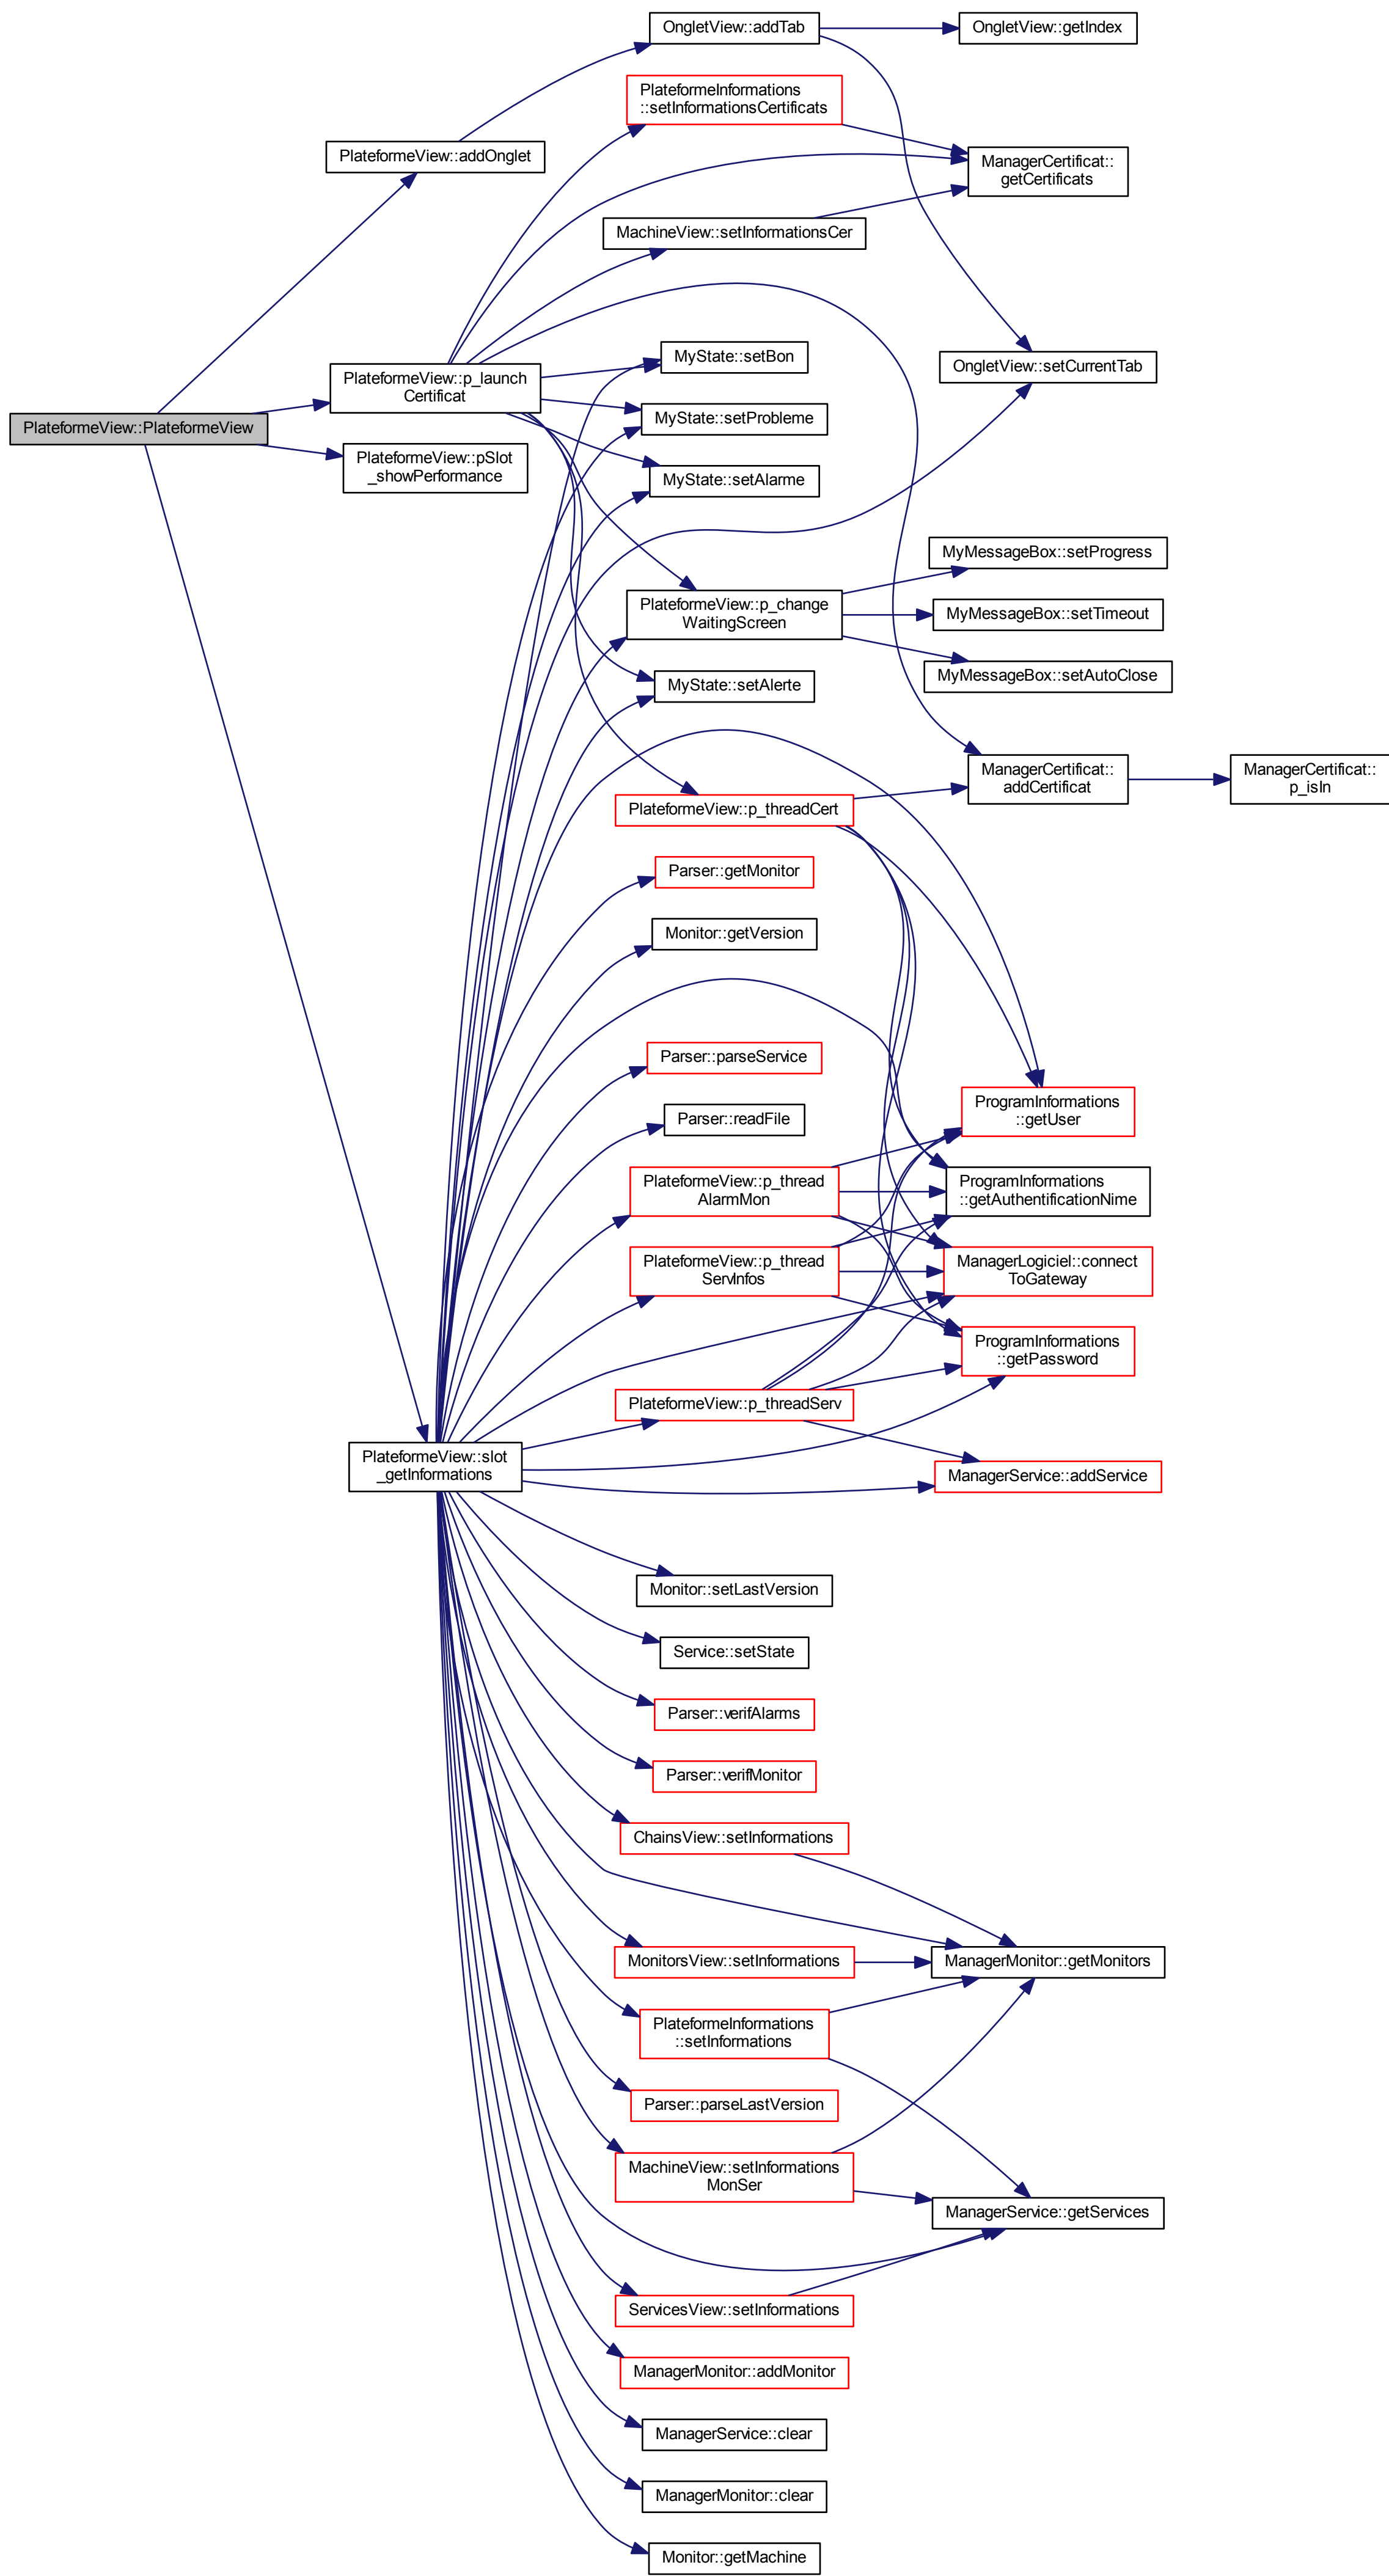 OngletView::addTab
OngletView::getIndex
PlateformeInformations
::setInformationsCertificats
PlateformeView::addOnglet
ManagerCertificat::
getCertificats
MachineView::setInformationsCer
MyState::setBon
OngletView::setCurrentTab
PlateformeView::p_launch
Certificat
MyState::setProbleme
PlateformeView::PlateformeView
PlateformeView::pSlot
_showPerformance
MyState::setAlarme
MyMessageBox::setProgress
PlateformeView::p_change
WaitingScreen
MyMessageBox::setTimeout
MyMessageBox::setAutoClose
MyState::setAlerte
ManagerCertificat::
addCertificat
ManagerCertificat::
p_isIn
PlateformeView::p_threadCert
Parser::getMonitor
Monitor::getVersion
Parser::parseService
ProgramInformations
::getUser
Parser::readFile
PlateformeView::p_thread
AlarmMon
ProgramInformations
::getAuthentificationNime
PlateformeView::p_thread
ServInfos
ManagerLogiciel::connect
ToGateway
ProgramInformations
::getPassword
PlateformeView::p_threadServ
PlateformeView::slot
_getInformations
ManagerService::addService
Monitor::setLastVersion
Service::setState
Parser::verifAlarms
Parser::verifMonitor
ChainsView::setInformations
MonitorsView::setInformations
ManagerMonitor::getMonitors
PlateformeInformations
::setInformations
Parser::parseLastVersion
MachineView::setInformations
MonSer
ManagerService::getServices
ServicesView::setInformations
ManagerMonitor::addMonitor
ManagerService::clear
ManagerMonitor::clear
Monitor::getMachine